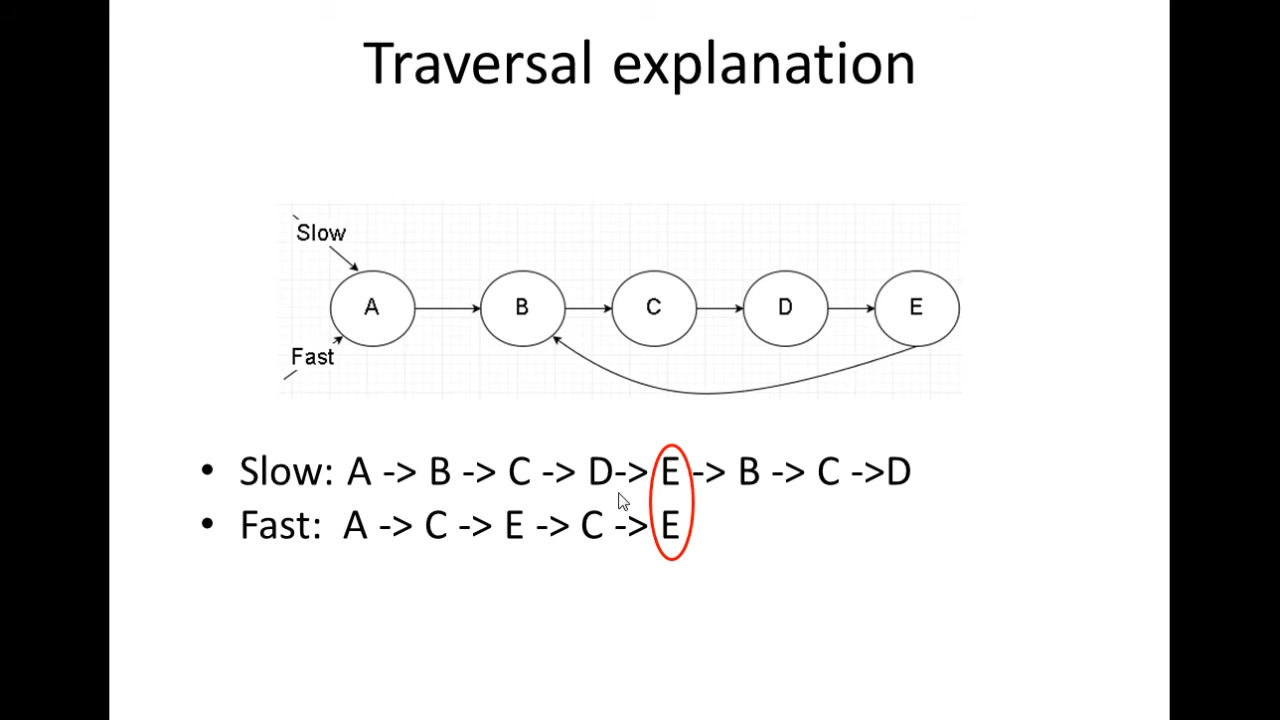 Traversal explanation
Slow
A
B
C
D
E
Fast
• Slow: A -> B -> C -> D-> E -> B -> C ->D
• Fast: A -> C -> E -> C -> E